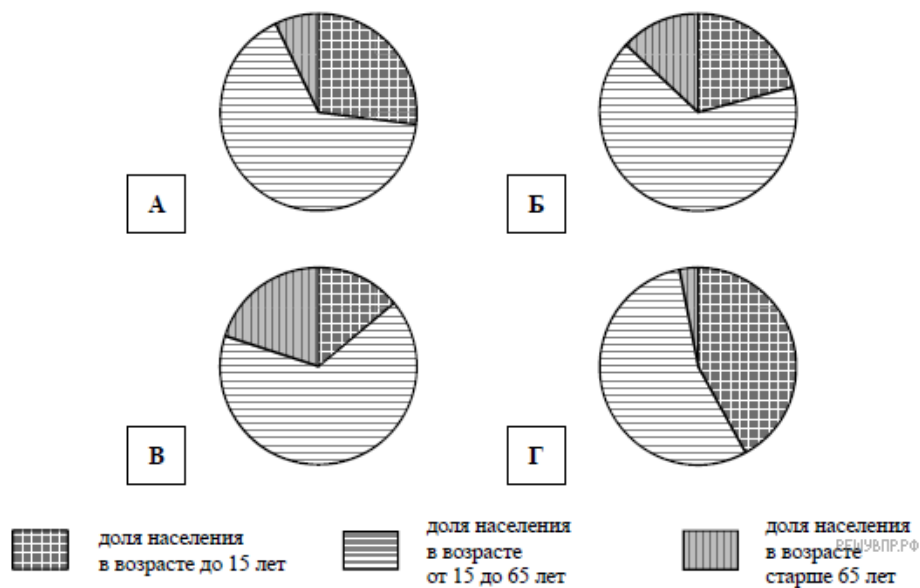 А
Б
В
Г
доля населения
в возрасте до 15 лет
доля населения
в возрасте
от 15 до 65 лет
доля населения
в возрасте
старше 65 лет
РЕШУВПР.РФ